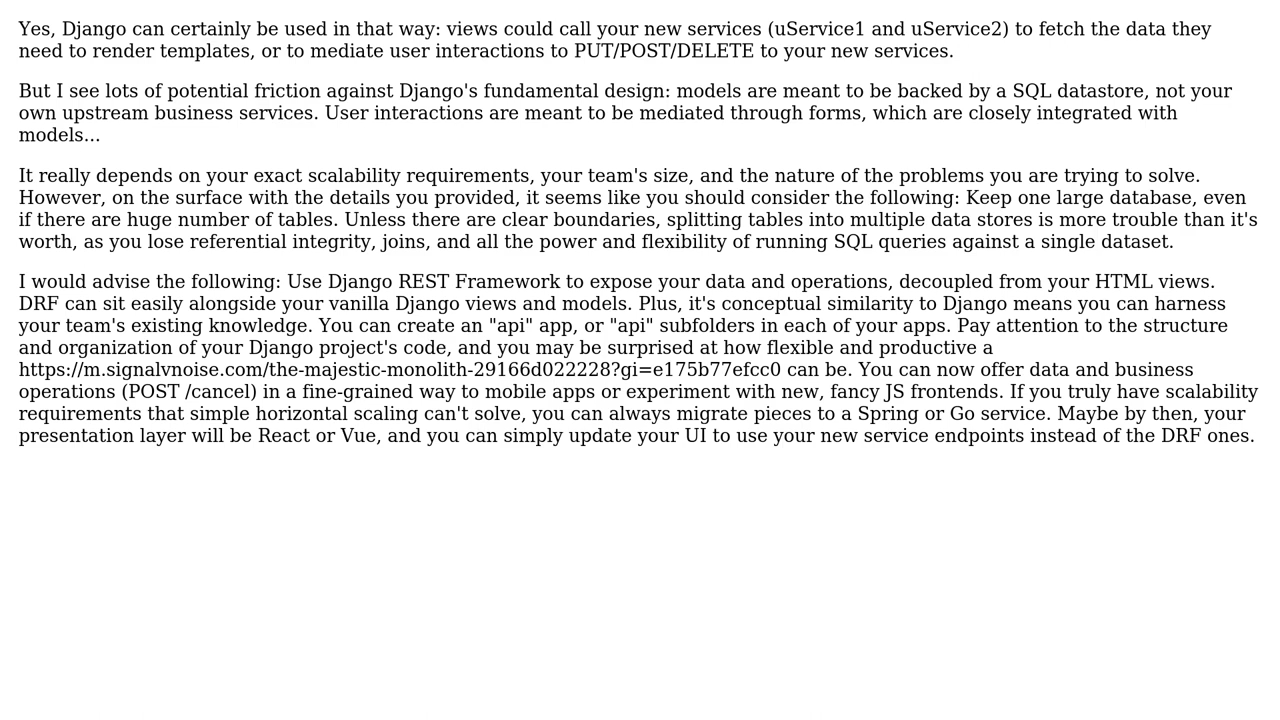 Yes, Django can certainly be used in that way: views could call your new services (uService1 and uService2) to fetch the data they
need to render templates, or to mediate user interactions to PUT/POST/DELETE to your new services.
But I see lots of potential friction against Django's fundamental design: models are meant to be backed by a SQL datastore, not your
own upstream business services. User interactions are meant to be mediated through forms, which are closely integrated with
models...
It really depends on your exact scalability requirements, your team's size, and the nature of the problems you are trying to solve.
However, on the surface with the details you provided, it seems like you should consider the following: Keep one large database, even
if there are huge number of tables. Unless there are clear boundaries, splitting tables into multiple data stores is more trouble than it's
worth, as you lose referential integrity, joins, and all the power and flexibility of running SQL queries against a single dataset.
I would advise the following: Use Django REST Framework to expose your data and operations, decoupled from your HTML views.
DRF can sit easily alongside your vanilla Django views and models. Plus, it's conceptual similarity to Django means you can harness
your team's existing knowledge. You can create an "api" app, or "api" subfolders in each of your apps. Pay attention to the structure
and organization of your Django project's code, and you may be surprised at how flexible and productive a
https://m.signalvnoise.com/the-majestic-monolith-29166d022228?gi=e175b77efcc0 can be. You can now offer data and business
operations (POST /cancel) in a fine-grained way to mobile apps or experiment with new, fancy JS frontends. If you truly have scalability
requirements that simple horizontal scaling can't solve, you can always migrate pieces to a Spring or Go service. Maybe by then, your
presentation layer will be React or Vue, and you can simply update your UI to use your new service endpoints instead of the DRF ones.